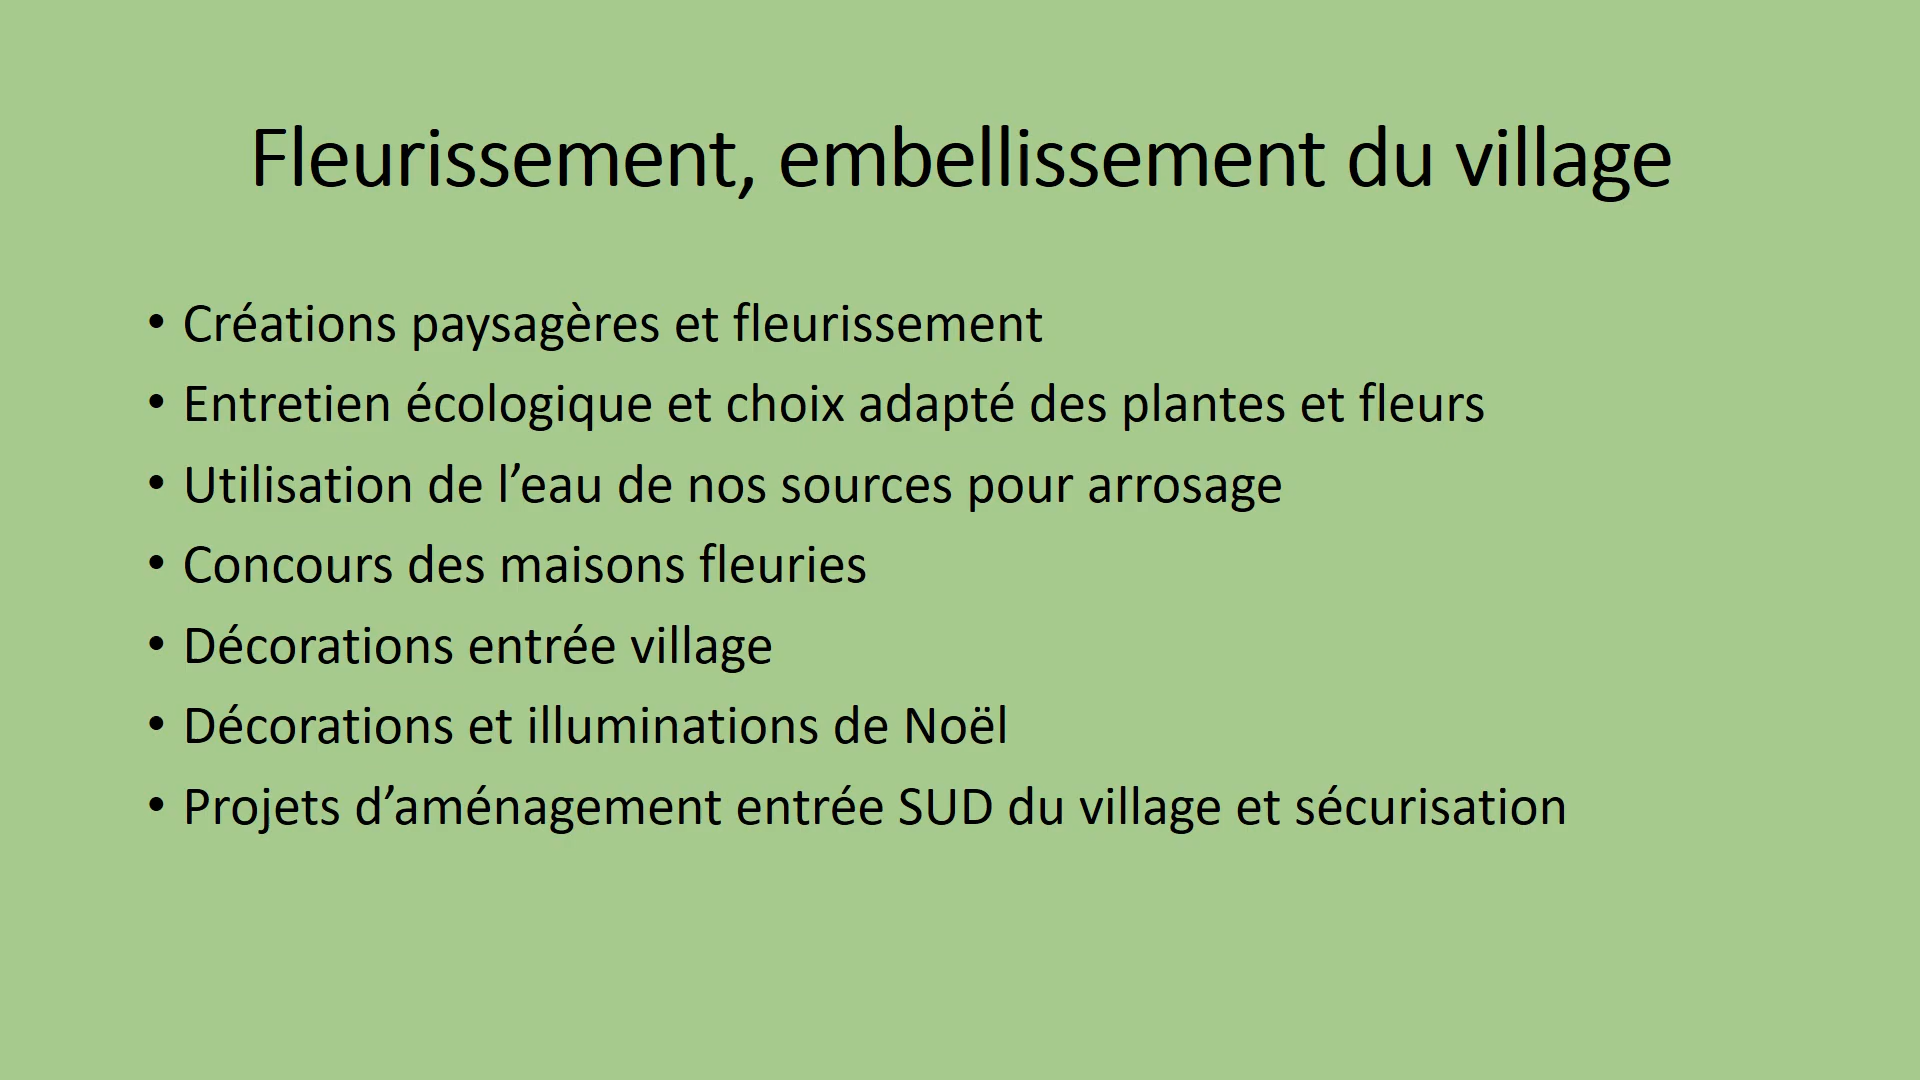 Fleurissement, embellissement du village
• Créations paysagères et fleurissement
• Entretien écologique et choix adapté des plantes et fleurs
• Utilisation de l’eau de nos sources pour arrosage
• Concours des maisons fleuries
• Décorations entrée village
• Décorations et illuminations de Noël
• Projets d’aménagement entrée SUD du village et sécurisation